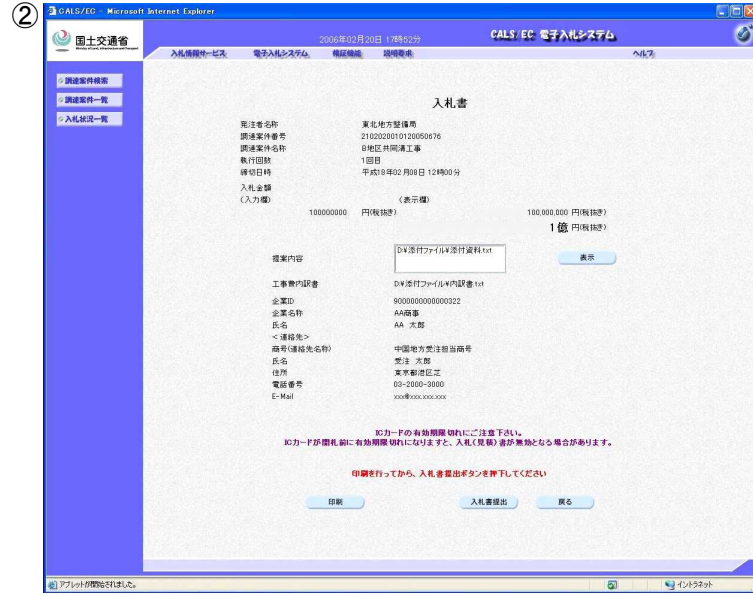 ②
CALS/EC - Microsoft Internet Explorer
国土交通省
2006年02月20日 17時52分
CALS/EC 電子入札システム
入札情報サービス 電子入札システム 検証機能 説明要求 ヘルプ
調達案件検索
調達案件一覧
入札状況一覧
入札書
発注者名称 東北地方整備局
調達案件番号 2102020010120050676
調達案件名称 B地区共同溝工事
執行回数 1回目
締切日時 平成18年02月08日 12時00分
入札金額
(入力欄) (表示欄)
100000000 円(税抜き) 100,000,000 円(税抜き)
1億 円(税抜き)
提案内容 D:¥添付ファイル¥添付資料.txt 表示
工事費内訳書 D:¥添付ファイル¥内訳書.txt
企業ID 9000000000000322
企業名称 AA商事
氏名 AA 太郎
<連絡先>
商号(連絡先名称) 中国地方受注担当商号
氏名 受注 太郎
住所 東京都港区芝
電話番号 03-2000-3000
E-Mail xxx@xxx.xxx.xxx
ICカードの有効期限切れにご注意下さい。
ICカードが開札前に有効期限切れになりますと、入札(見積)書が無効となる場合があります。
印刷を行ってから、入札書提出ボタンを押下してください
印刷 入札書提出 戻る
アプレットが開始されました。 イントラネット